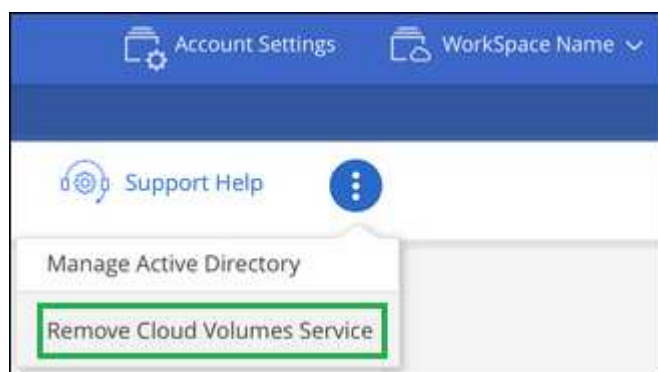 Account Settings WorkSpace Name
Support Help
Manage Active Directory
Remove Cloud Volumes Service